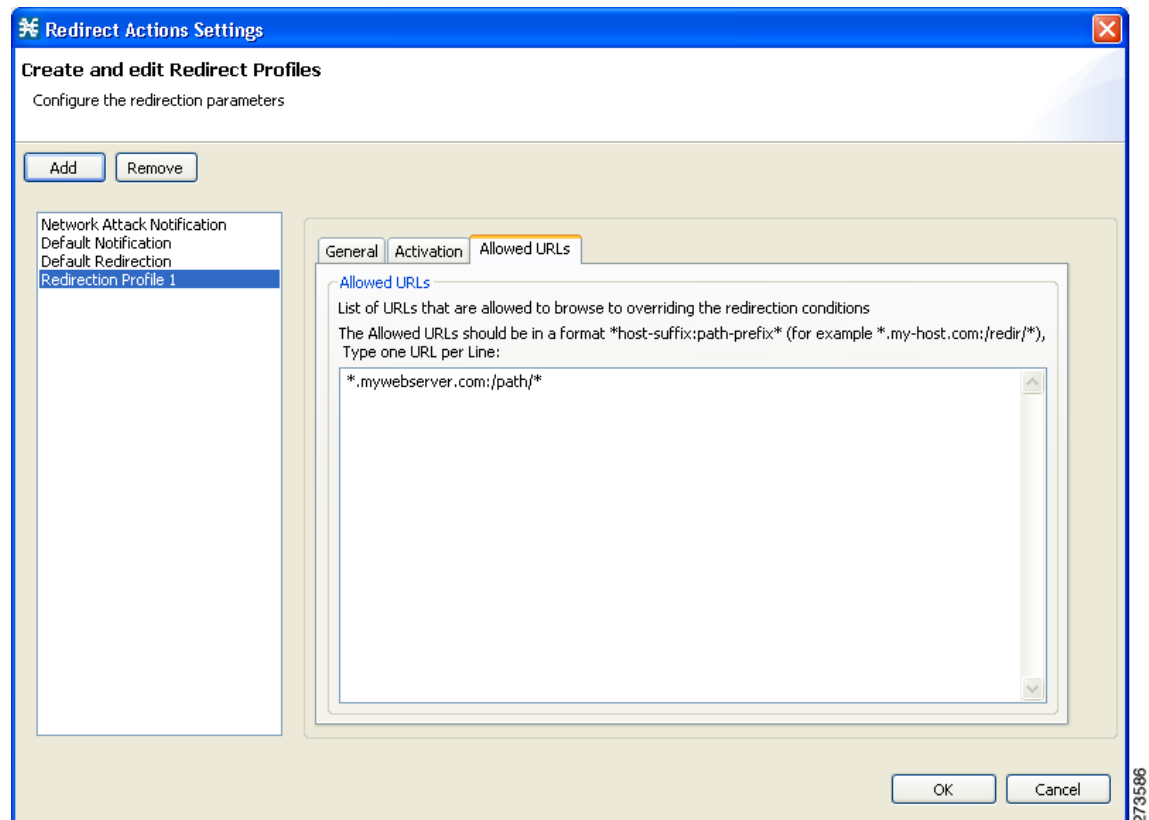 Redirect Actions Settings
Create and edit Redirect Profiles
Configure the redirection parameters
Add
Remove
Network Attack Notification
Default Notification
Default Redirection
Redirection Profile 1
General
Activation
Allowed URLs
Allowed URLs
List of URLs that are allowed to browse to overriding the redirection conditions
The Allowed URLs should be in a format *host-suffix:path-prefix* (for example *.my-host.com:/redir/*),
Type one URL per Line:
*.mywebserver.com:/path/*
OK
Cancel
273586